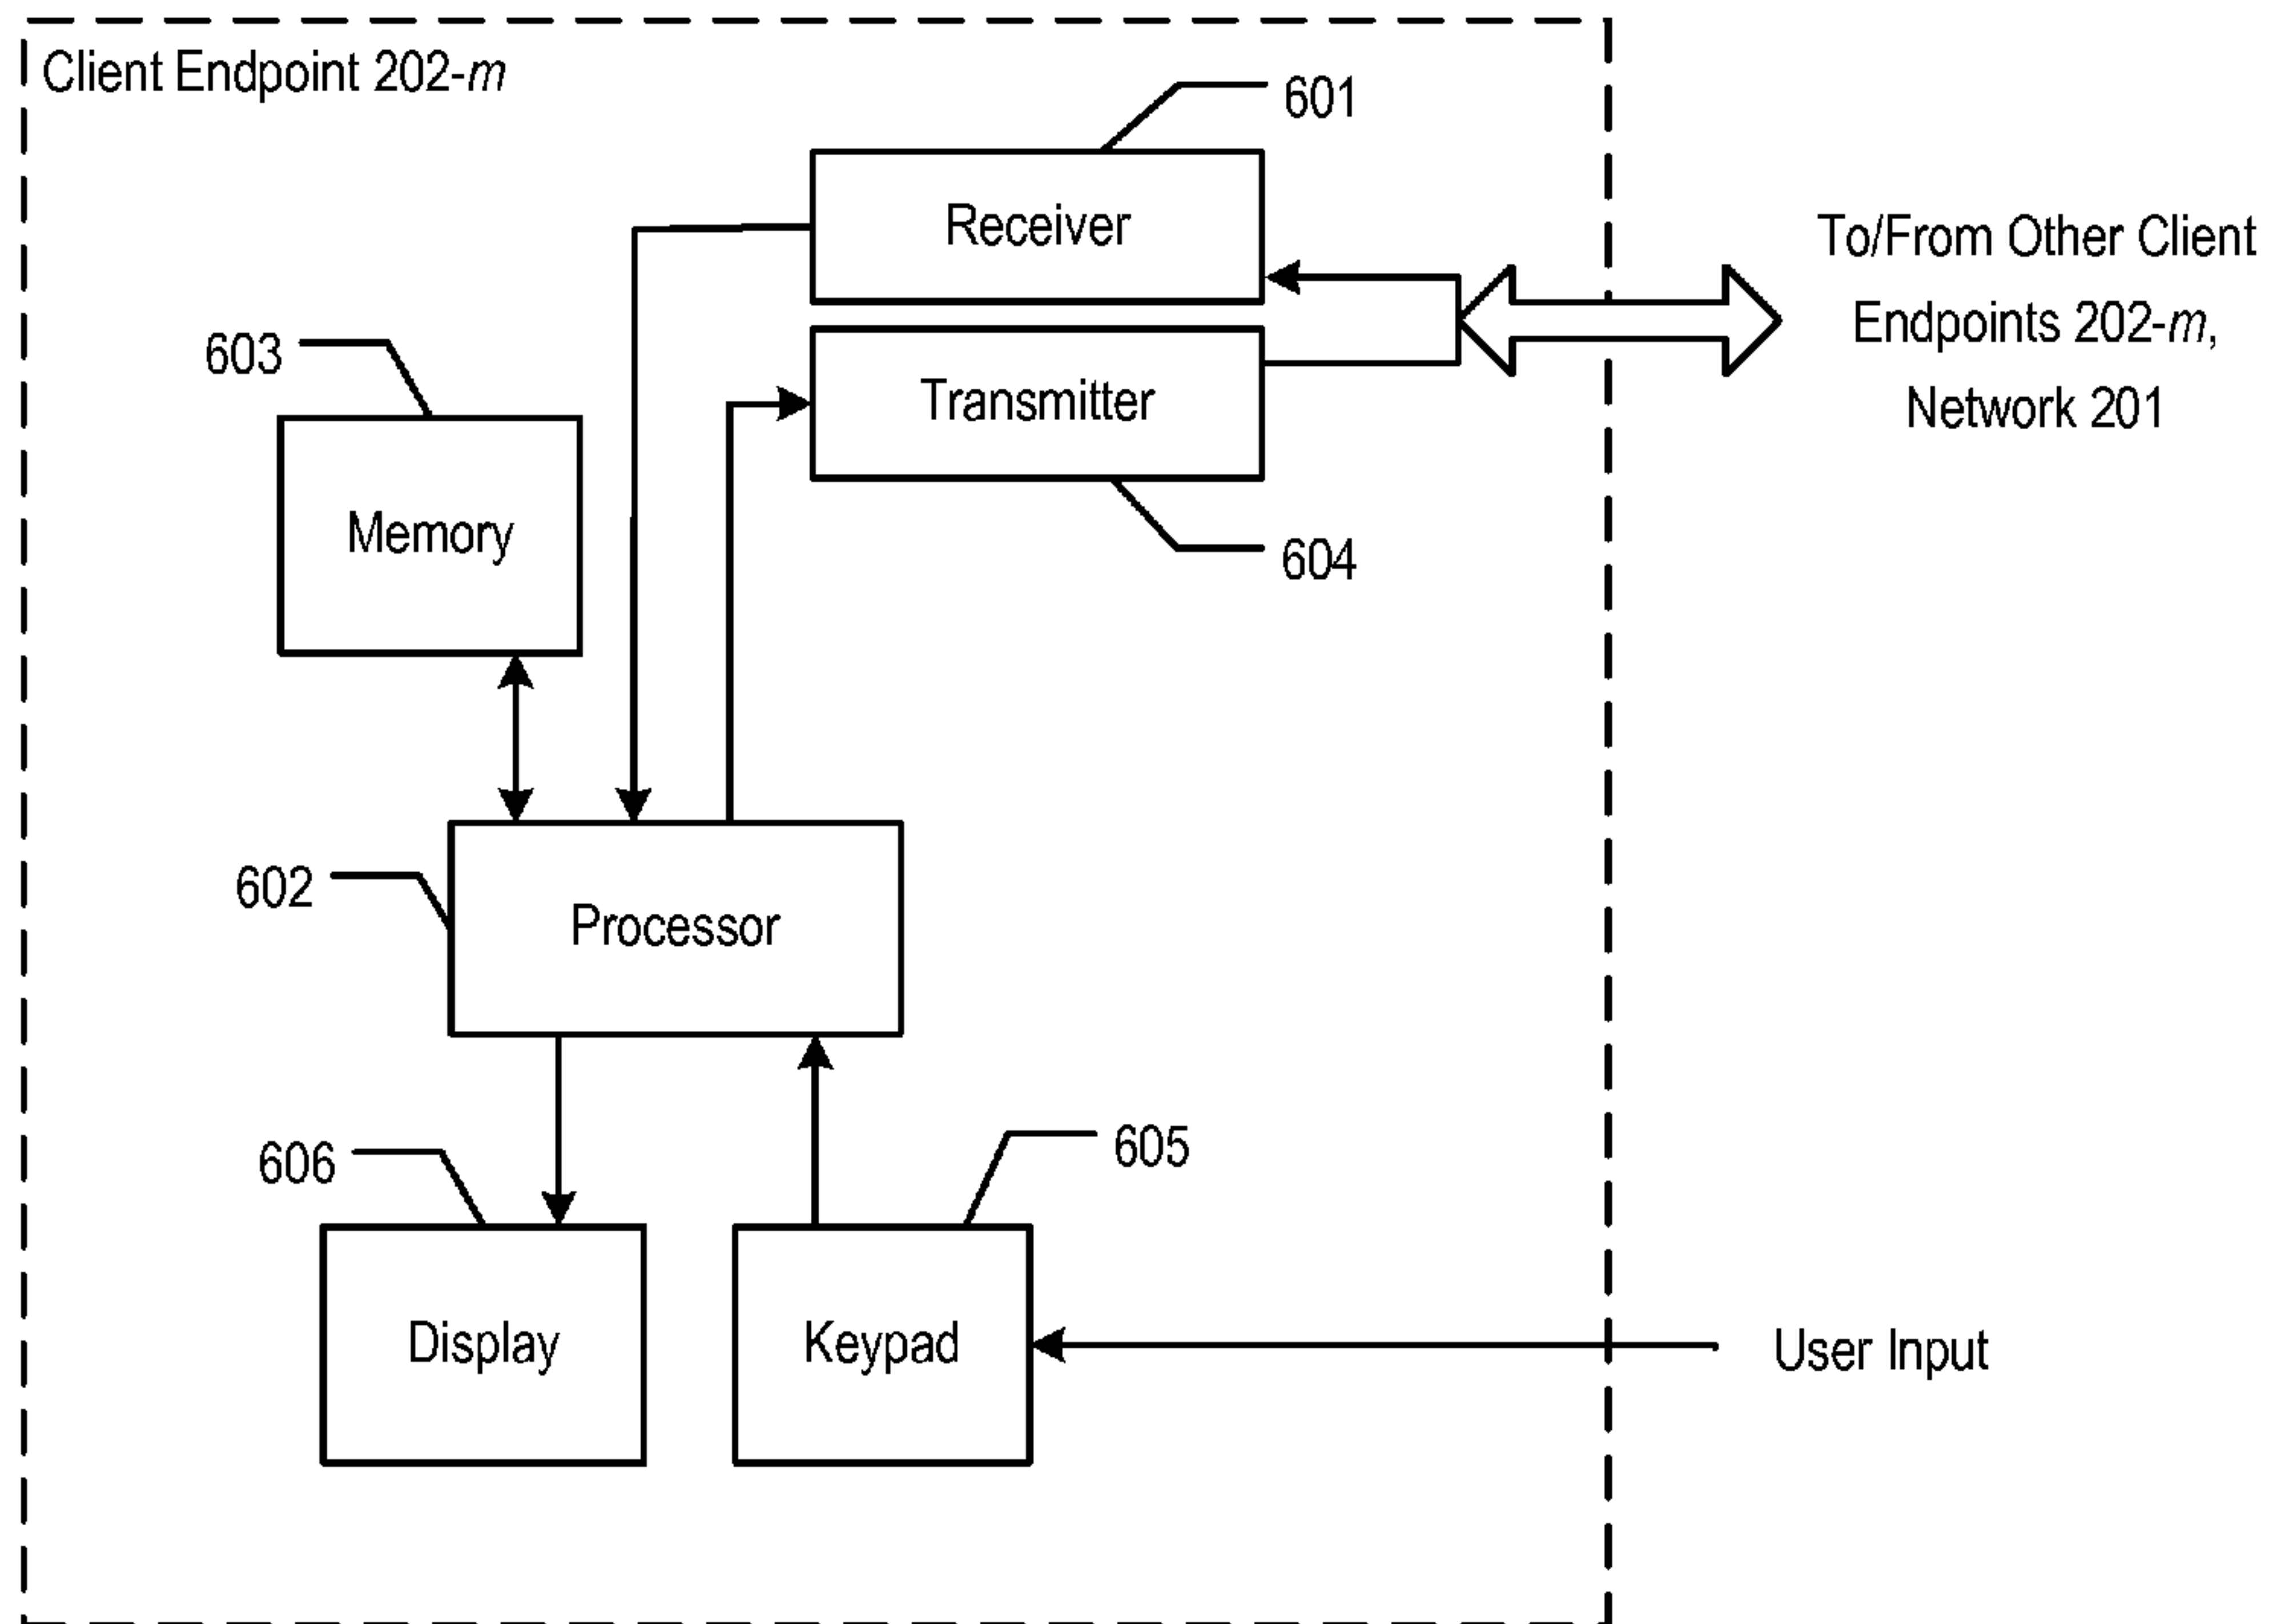 Client Endpoint 202-m
601
Receiver
To/From Other Client
Endpoints 202-m,
Network 201
603
Transmitter
604
Memory
602
Processor
606
605
Display
Keypad
User Input